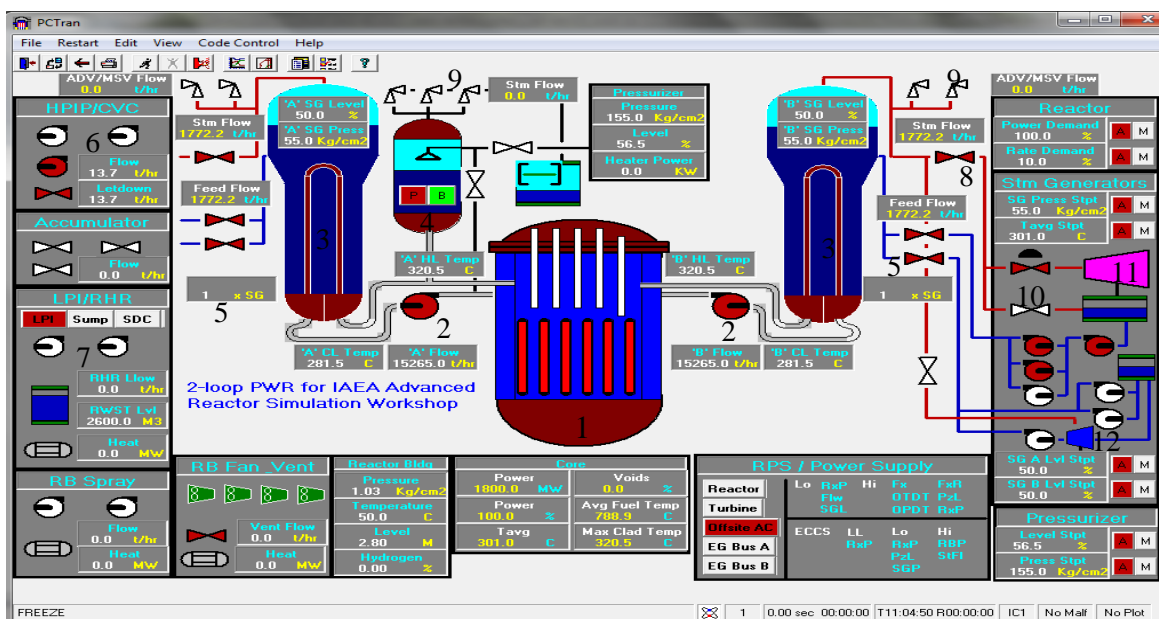 PCTran
File Restart Edit View Code Control Help
ADV/MSV Flow
0.0 t/hr
HPIP/CVC
6
Flow
13.7 t/hr
Letdown
13.7 t/hr
Accumulator
Flow
0.0 t/hr
LPI/RHR
LPI Sump SDC
7
RHR Llow
0.0 t/hr
RWST Lvl
2600.0 M3
Heat
0.0 MW
RB Spray
Flow
0.0 t/hr
Heat
0.0 MW
Stm Flow
1772.2 t/hr
Feed Flow
1772.2 t/hr
5
1 x SG
'A' SG Level
50.0 %
'A' SG Press
55.0 Kg/cm2
3
9
Stm Flow
0.0 t/hr
P B
4
Pressurizer
Pressure
155.0 Kg/cm2
Level
56.5 %
Heater Power
0.0 KW
'A' HL Temp
320.5 C
2
'A' CL Temp
281.5 C
'A' Flow
15265.0 t/hr
1
'B' HL Temp
320.5 C
2
'B' Flow
15265.0 t/hr
'B' CL Temp
281.5 C
'B' SG Level
50.0 %
'B' SG Press
55.0 Kg/cm2
3
9
ADV/MSV Flow
0.0 t/hr
Stm Flow
1772.2 t/hr
8
Feed Flow
1772.2 t/hr
5
1 x SG
2-loop PWR for IAEA Advanced
Reactor Simulation Workshop
Reactor
Power Demand
100.0 % A M
Rate Demand
10.0 % A M
Stm Generators
SG Press Stpt
55.0 Kg/cm2 A M
Tavg Stpt
301.0 C A M
11
10
12
SG A Lvl Stpt
50.0 % A M
SG B Lvl Stpt
50.0 % A M
Pressurizer
Level Stpt
56.5 % A M
Press Stpt
155.0 Kg/cm2 A M
RB Fan_Vent
Vent Flow
0.0 t/hr
Heat
0.0 MW
Reactor Bldg
Pressure
1.03 Kg/cm2
Temperature
50.0 C
Level
2.80 M
Hydrogen
0.00 %
Core
Power
1800.0 MW
Voids
0.0 %
Power
100.0 %
Avg Fuel Temp
788.9 C
Tavg
301.0 C
Max Clad Temp
320.5 C
RPS / Power Supply
Reactor
Turbine
Offsite AC
EG Bus A
EG Bus B
Lo RxP Hi Fx FxR
Flw OTDT PzL
SGL OPDT RxP
ECCS LL Lo Hi
RxP RxP RBP
PzL StFl
SGP
FREEZE 1 0.00 sec 00:00:00 T11:04:50 R00:00:00 IC1 No Malf No Plot